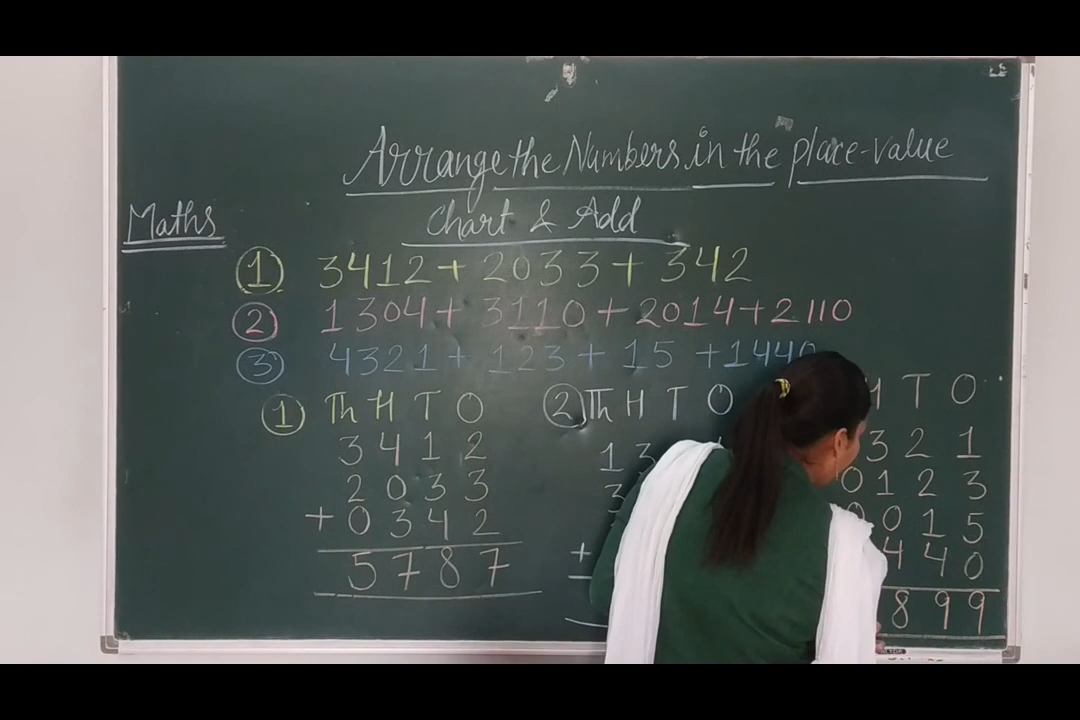 Arrange the Numbers in the place-value
Chart & Add
Maths
① 3412 + 2033 + 342
② 1304 + 3110 + 2014 + 2110
③ 4321 + 123 + 15 + 1440
① Th H T O
3 4 1 2
2 0 3 3
+ 0 3 4 2
5 7 8 7
② Th H T O
1 3
3
+
H T O
3 2 1
0 1 2 3
0 0 1 5
4 4 0
8 9 9